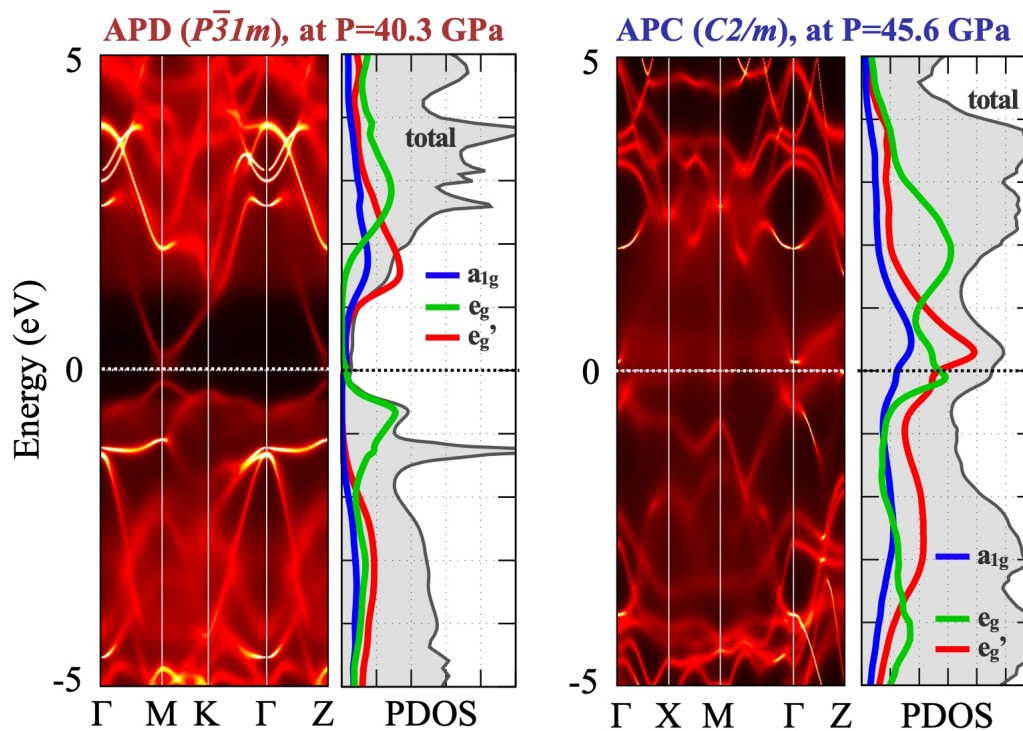 APD (P3̅1m), at P=40.3 GPa
APC (C2/m), at P=45.6 GPa
5
0
-5
Energy (eV)
total
a1g
eg
eg'
Γ M K Γ Z
PDOS
5
0
-5
total
a1g
eg
eg'
Γ X M Γ Z
PDOS